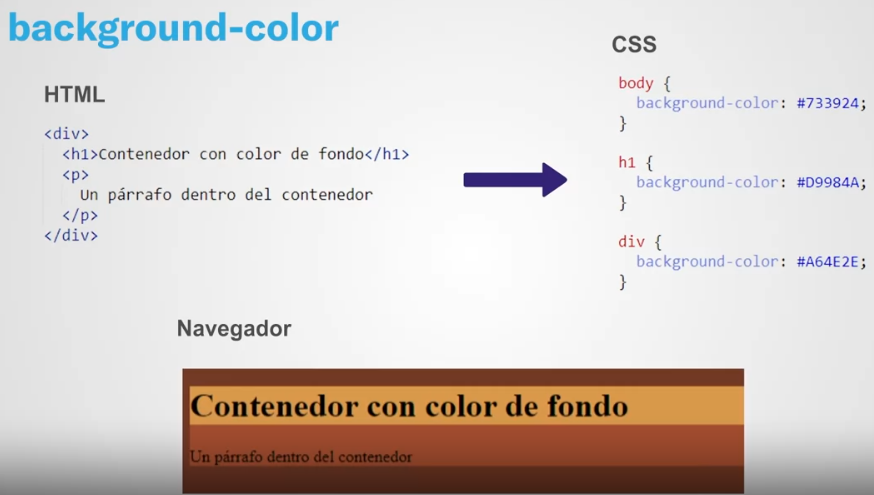 background-color
HTML
<div>
<h1>Contenedor con color de fondo</h1>
<p>
Un párrafo dentro del contenedor
</p>
</div>
CSS
body {
background-color: #733924;
}
h1 {
background-color: #D9984A;
}
div {
background-color: #A64E2E;
}
Navegador
Contenedor con color de fondo
Un párrafo dentro del contenedor